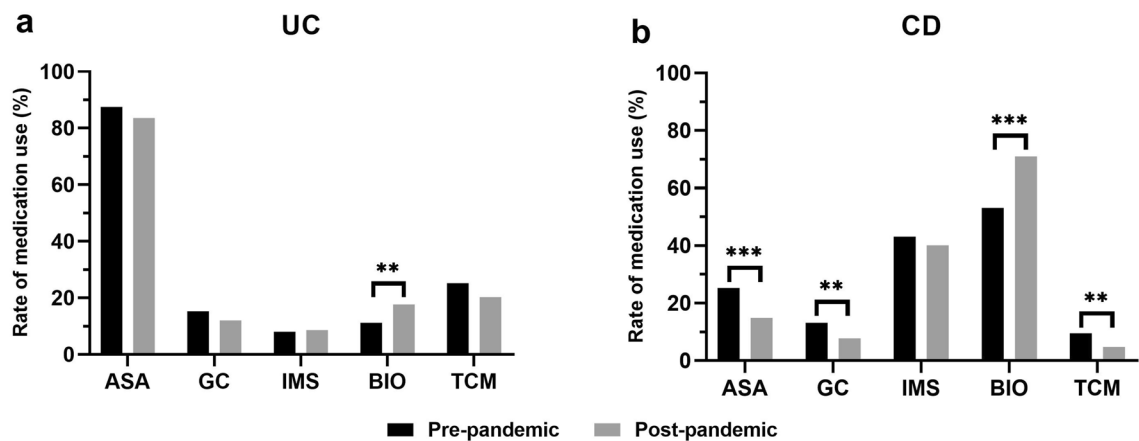 a
UC
Rate of medication use (%)
100
80
60
40
20
0
**
ASA GC IMS BIO TCM
b
CD
Rate of medication use (%)
100
80
60
40
20
0
***
**
***
**
ASA GC IMS BIO TCM
Pre-pandemic Post-pandemic